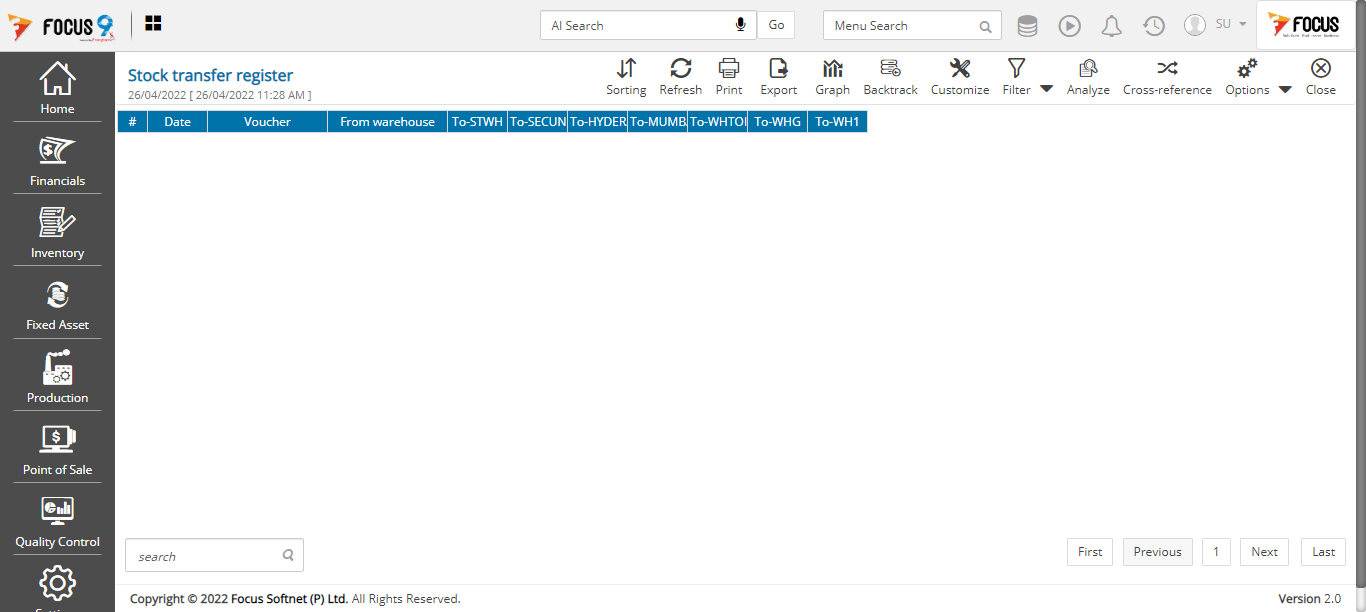 FOCUS 9
AI Search
Go
Menu Search
SU
FOCUS
Home
Financials
Inventory
Fixed Asset
Production
Point of Sale
Quality Control
Stock transfer register
26/04/2022 [ 26/04/2022 11:28 AM ]
Sorting
Refresh
Print
Export
Graph
Backtrack
Customize
Filter
Analyze
Cross-reference
Options
Close
# Date Voucher From warehouse To-STWH To-SECUN To-HYDER To-MUMB To-WHTOI To-WHG To-WH1
search
First
Previous
1
Next
Last
Copyright © 2022 Focus Softnet (P) Ltd. All Rights Reserved.
Version 2.0